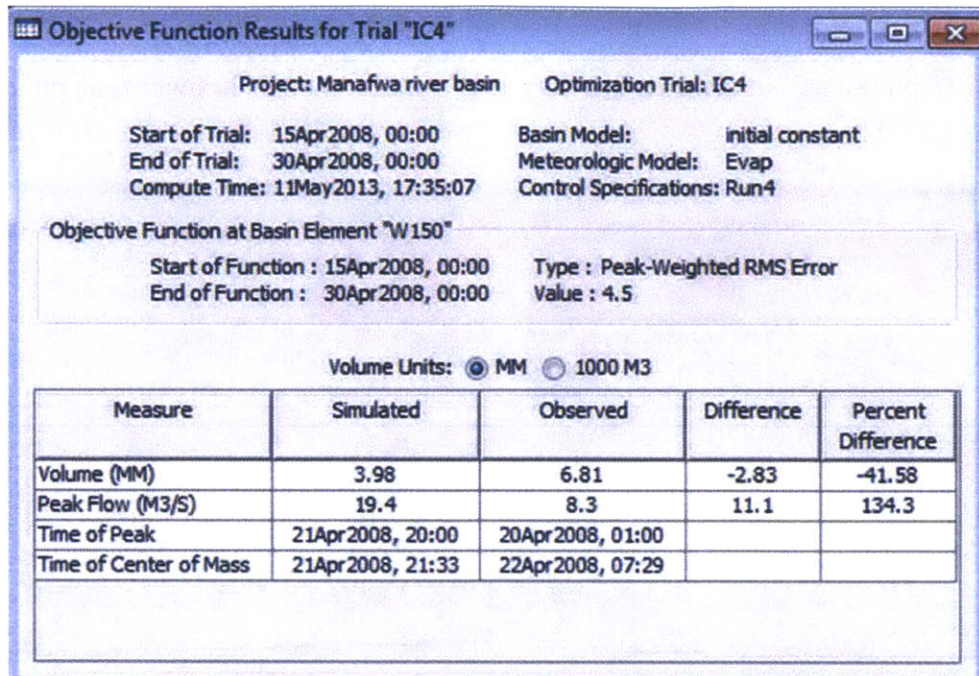 Objective Function Results for Trial "IC4"
Project: Manafwa river basin Optimization Trial: IC4
Start of Trial: 15Apr2008, 00:00 Basin Model: initial constant
End of Trial: 30Apr2008, 00:00 Meteorologic Model: Evap
Compute Time: 11May2013, 17:35:07 Control Specifications: Run4
Objective Function at Basin Element "W150"
Start of Function : 15Apr2008, 00:00 Type : Peak-Weighted RMS Error
End of Function : 30Apr2008, 00:00 Value : 4.5
Volume Units: MM 1000 M3
Measure Simulated Observed Difference Percent
Difference
Volume (MM) 3.98 6.81 -2.83 -41.58
Peak Flow (M3/S) 19.4 8.3 11.1 134.3
Time of Peak 21Apr2008, 20:00 20Apr2008, 01:00
Time of Center of Mass 21Apr2008, 21:33 22Apr2008, 07:29